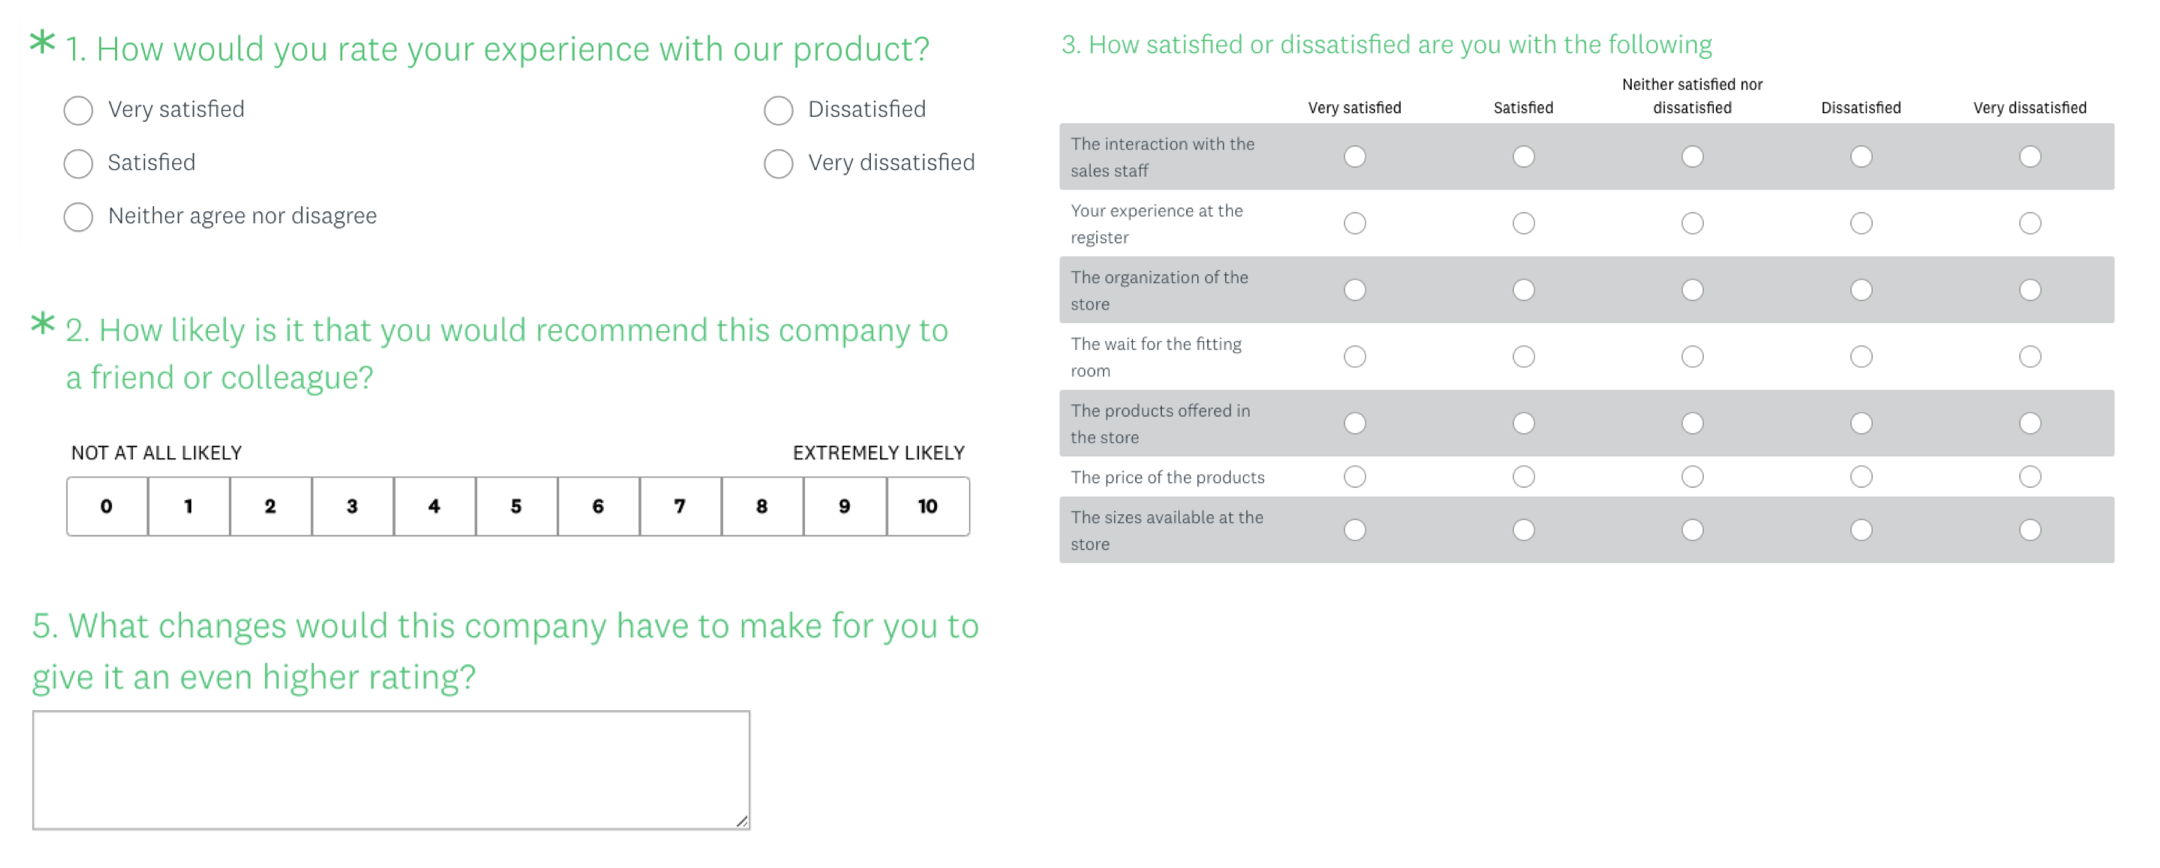 * 1. How would you rate your experience with our product?
Very satisfied
Satisfied
Neither agree nor disagree
Dissatisfied
Very dissatisfied
* 2. How likely is it that you would recommend this company to
a friend or colleague?
NOT AT ALL LIKELY EXTREMELY LIKELY
0 1 2 3 4 5 6 7 8 9 10
5. What changes would this company have to make for you to
give it an even higher rating?
3. How satisfied or dissatisfied are you with the following
Very satisfied Satisfied Neither satisfied nor
dissatisfied Dissatisfied Very dissatisfied
The interaction with the
sales staff
Your experience at the
register
The organization of the
store
The wait for the fitting
room
The products offered in
the store
The price of the products
The sizes available at the
store